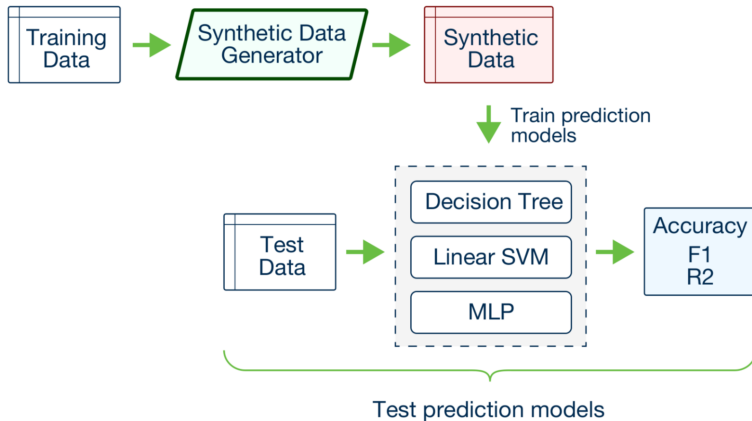 Training
Data
Synthetic Data
Generator
Synthetic
Data
Train prediction
models
Test
Data
Decision Tree
Linear SVM
MLP
Accuracy
F1
R2
Test prediction models